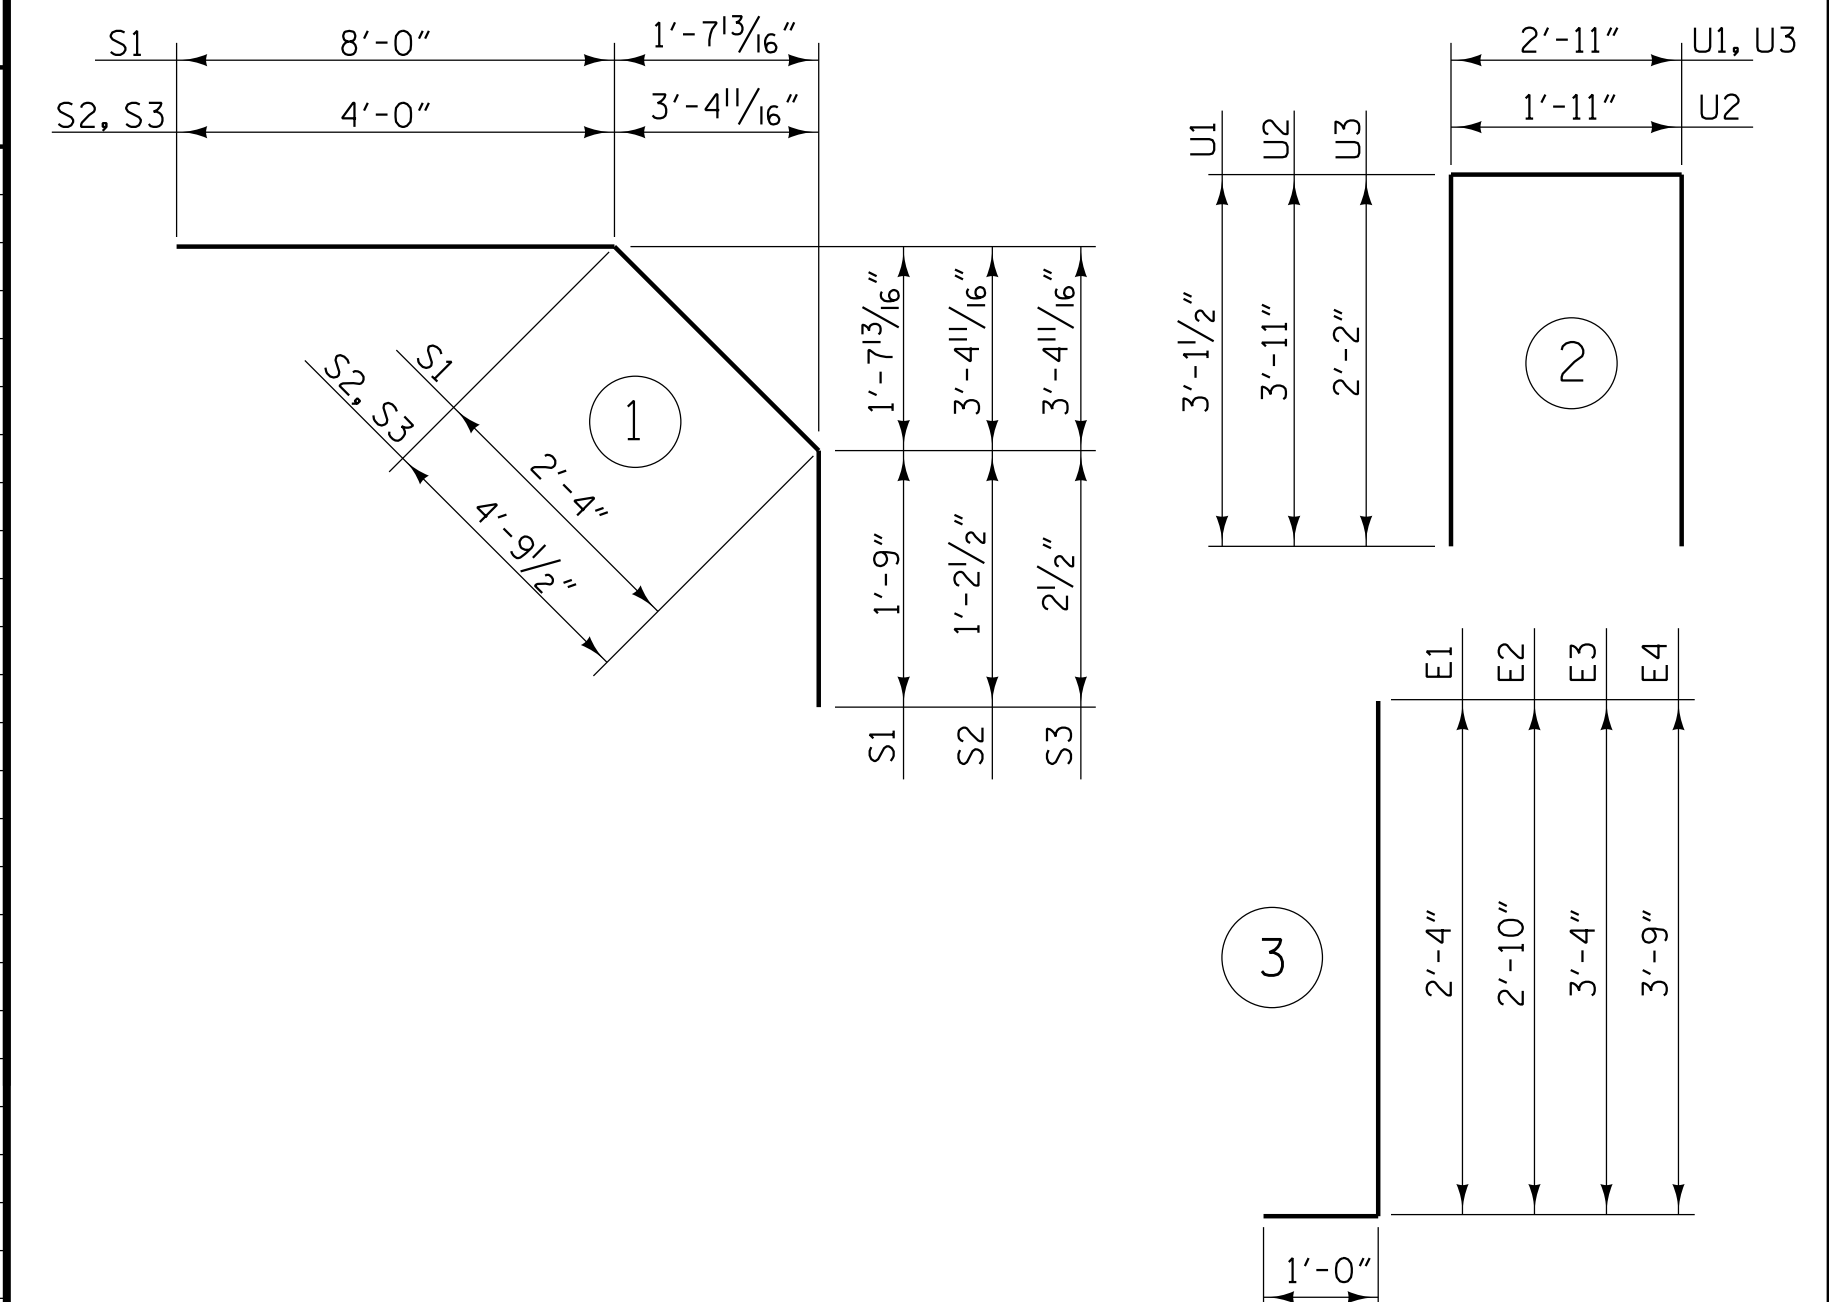 S1 8'-0" 1'-7 13/16"
S2, S3 4'-0" 3'-4 11/16"
1'-7 13/16"
3'-4 11/16"
3'-4 11/16"
S1
S2, S3
1
2'-4"
4'-9 1/2"
1'-9"
1'-2 1/2"
2 1/2"
S1
S2
S3
2'-11" U1, U3
1'-11" U2
U1
U2
U3
3'-1 1/2"
3'-11"
2'-2"
2
E1
E2
E3
E4
3
2'-4"
2'-10"
3'-4"
3'-9"
1'-0"